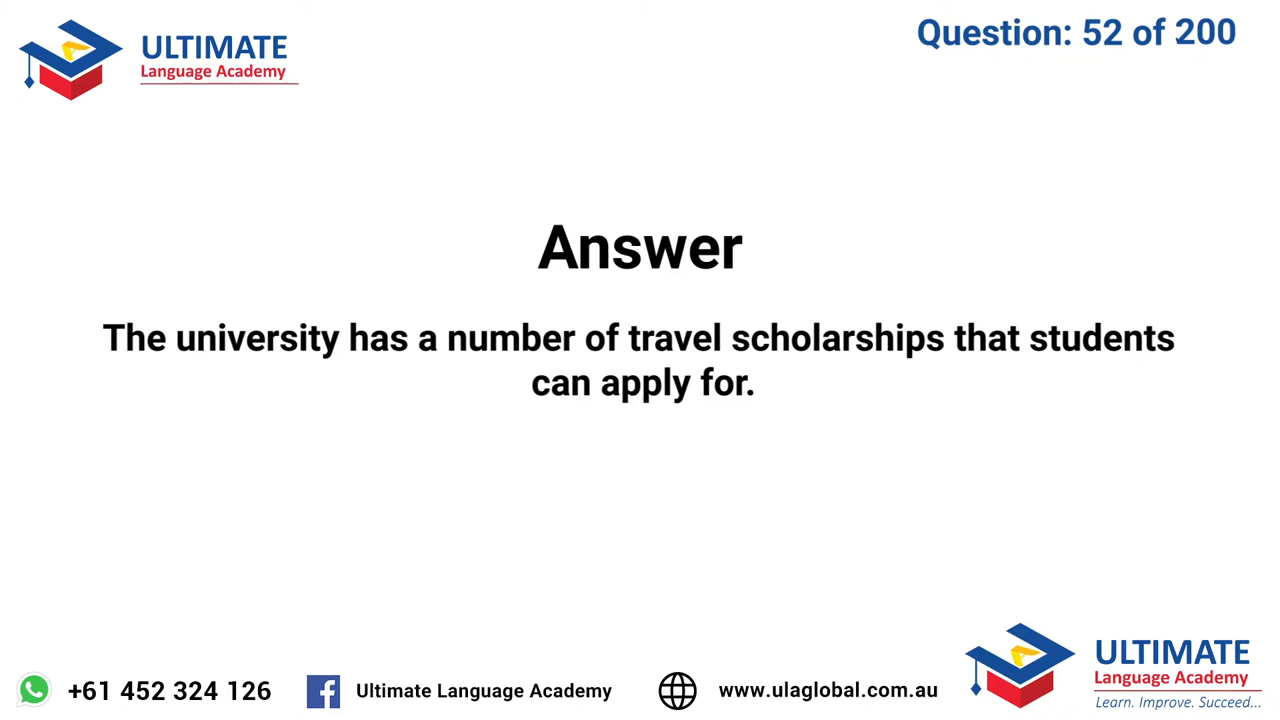 ULTIMATE
Language Academy
Question: 52 of 200
Answer
The university has a number of travel scholarships that students
can apply for.
+61 452 324 126
Ultimate Language Academy
www.ulaglobal.com.au
ULTIMATE
Language Academy
Learn. Improve. Succeed...